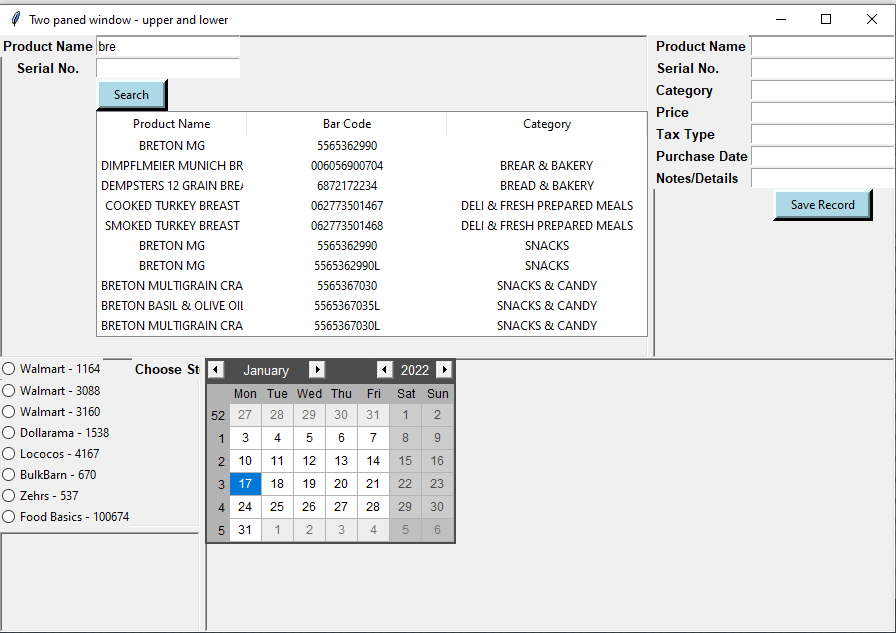 Two paned window - upper and lower
Product Name bre
Serial No.
Search
Product Name Bar Code Category
BRETON MG 5565362990
DIMPFLMEIER MUNICH BR 006056900704 BREAR & BAKERY
DEMPSTERS 12 GRAIN BREA 6872172234 BREAD & BAKERY
COOKED TURKEY BREAST 062773501467 DELI & FRESH PREPARED MEALS
SMOKED TURKEY BREAST 062773501468 DELI & FRESH PREPARED MEALS
BRETON MG 5565362990 SNACKS
BRETON MG 5565362990L SNACKS
BRETON MULTIGRAIN CRA 5565367030 SNACKS & CANDY
BRETON BASIL & OLIVE OIL 5565367035L SNACKS & CANDY
BRETON MULTIGRAIN CRA 5565367030L SNACKS & CANDY
Product Name
Serial No.
Category
Price
Tax Type
Purchase Date
Notes/Details
Save Record
Walmart - 1164
Walmart - 3088
Walmart - 3160
Dollarama - 1538
Lococos - 4167
BulkBarn - 670
Zehrs - 537
Food Basics - 100674
Choose St
January 2022
Mon Tue Wed Thu Fri Sat Sun
52 27 28 29 30 31 1 2
1 3 4 5 6 7 8 9
2 10 11 12 13 14 15 16
3 17 18 19 20 21 22 23
4 24 25 26 27 28 29 30
5 31 1 2 3 4 5 6